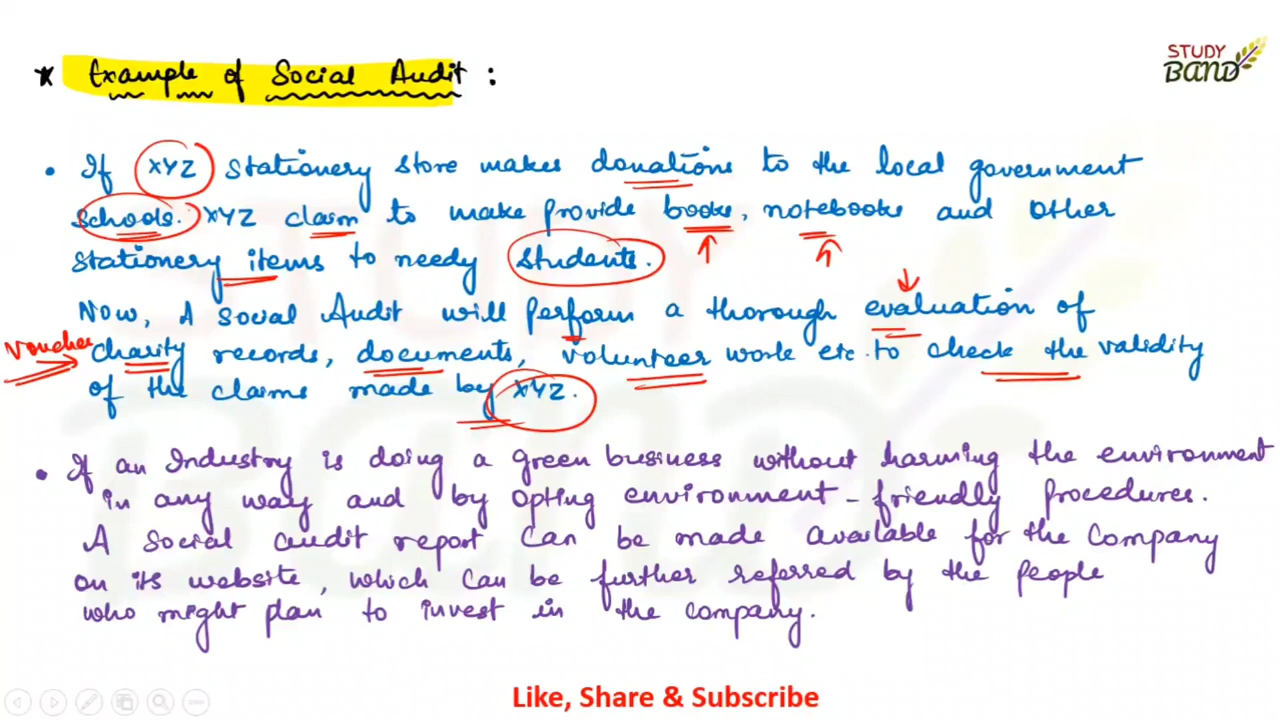 STUDY
BAND
* Example of Social Audit :
• If XYZ Stationery store makes donations to the local government
Schools. XYZ claim to make provide books, notebooks and other
stationery items to needy students.
Now, A social Audit will perform a thorough evaluation of
Voucher charity records, documents, volunteer work etc. to check the validity
of the claims made by XYZ.
• If an Industry is doing a green business without harming the environment
in any way and by opting environment-friendly procedures.
A social audit report can be made available for the company
on its website, which can be further referred by the people
who might plan to invest in the company.
Like, Share & Subscribe